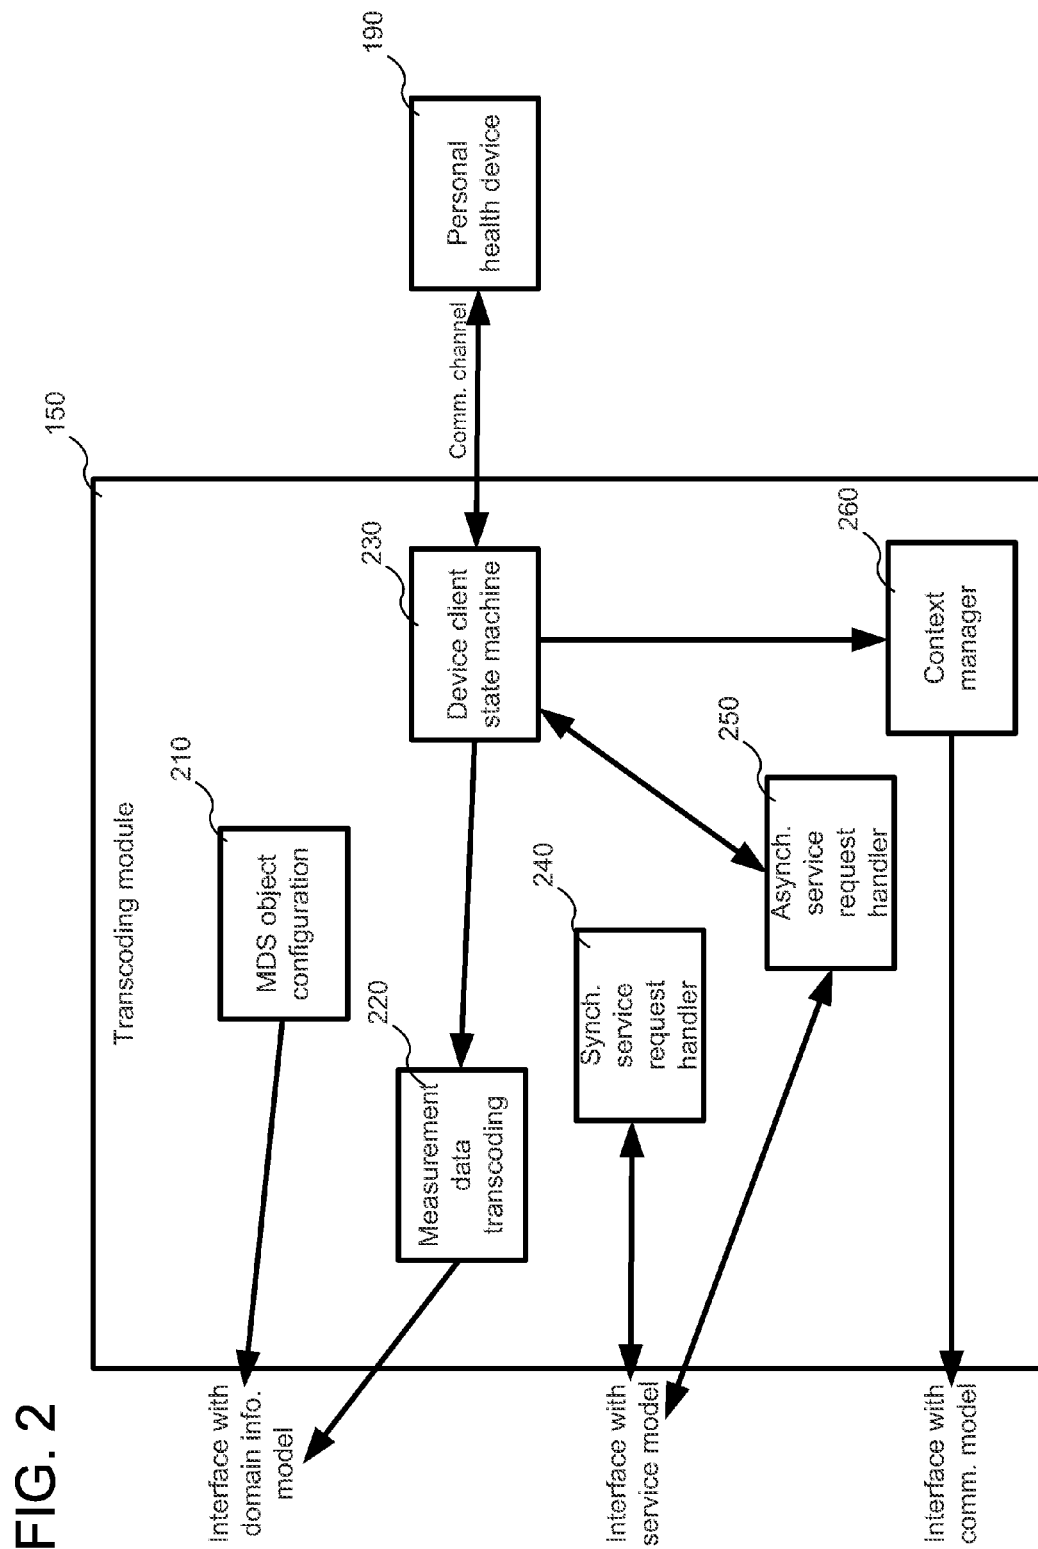 FIG. 2
150
Transcoding module
Interface with
domain info.
model
210
MDS object
configuration
220
Measurement
data
transcoding
230
Device client
state machine
Comm. channel
190
Personal
health device
Interface with
service model
240
Synch.
service
request
handler
250
Asynch.
service
request
handler
Interface with
comm. model
260
Context
manager